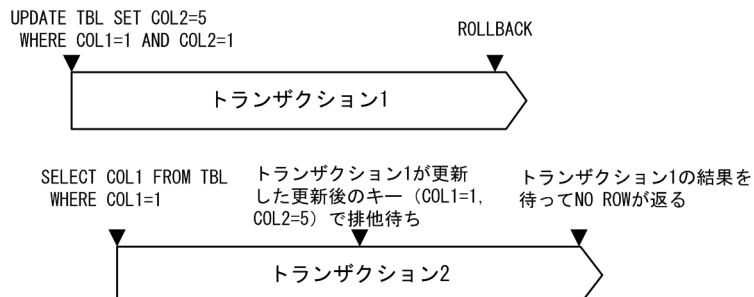 UPDATE TBL SET COL2=5
WHERE COL1=1 AND COL2=1
ROLLBACK
トランザクション1
SELECT COL1 FROM TBL
WHERE COL1=1
トランザクション1が更新
した更新後のキー（COL1=1,
COL2=5）で排他待ち
トランザクション1の結果を
待ってNO ROWが返る
トランザクション2